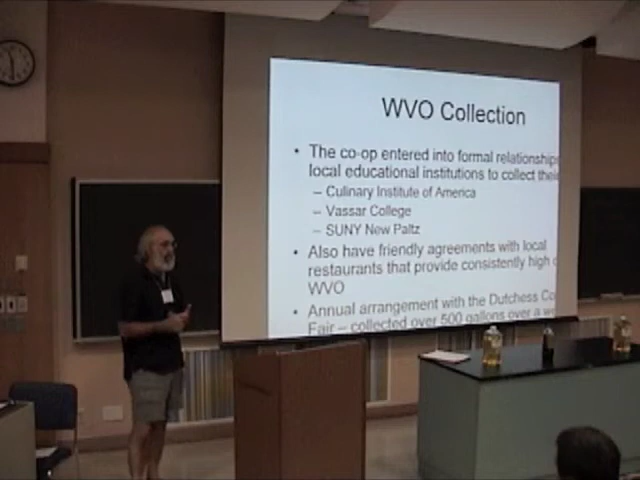 WVO Collection
• The co-op entered into formal relationships
local educational institutions to collect their
– Culinary Institute of America
– Vassar College
– SUNY New Paltz
• Also have friendly agreements with local
restaurants that provide consistently high
WVO
• Annual arrangement with the Dutchess Co
Fair – collected over 500 gallons over a